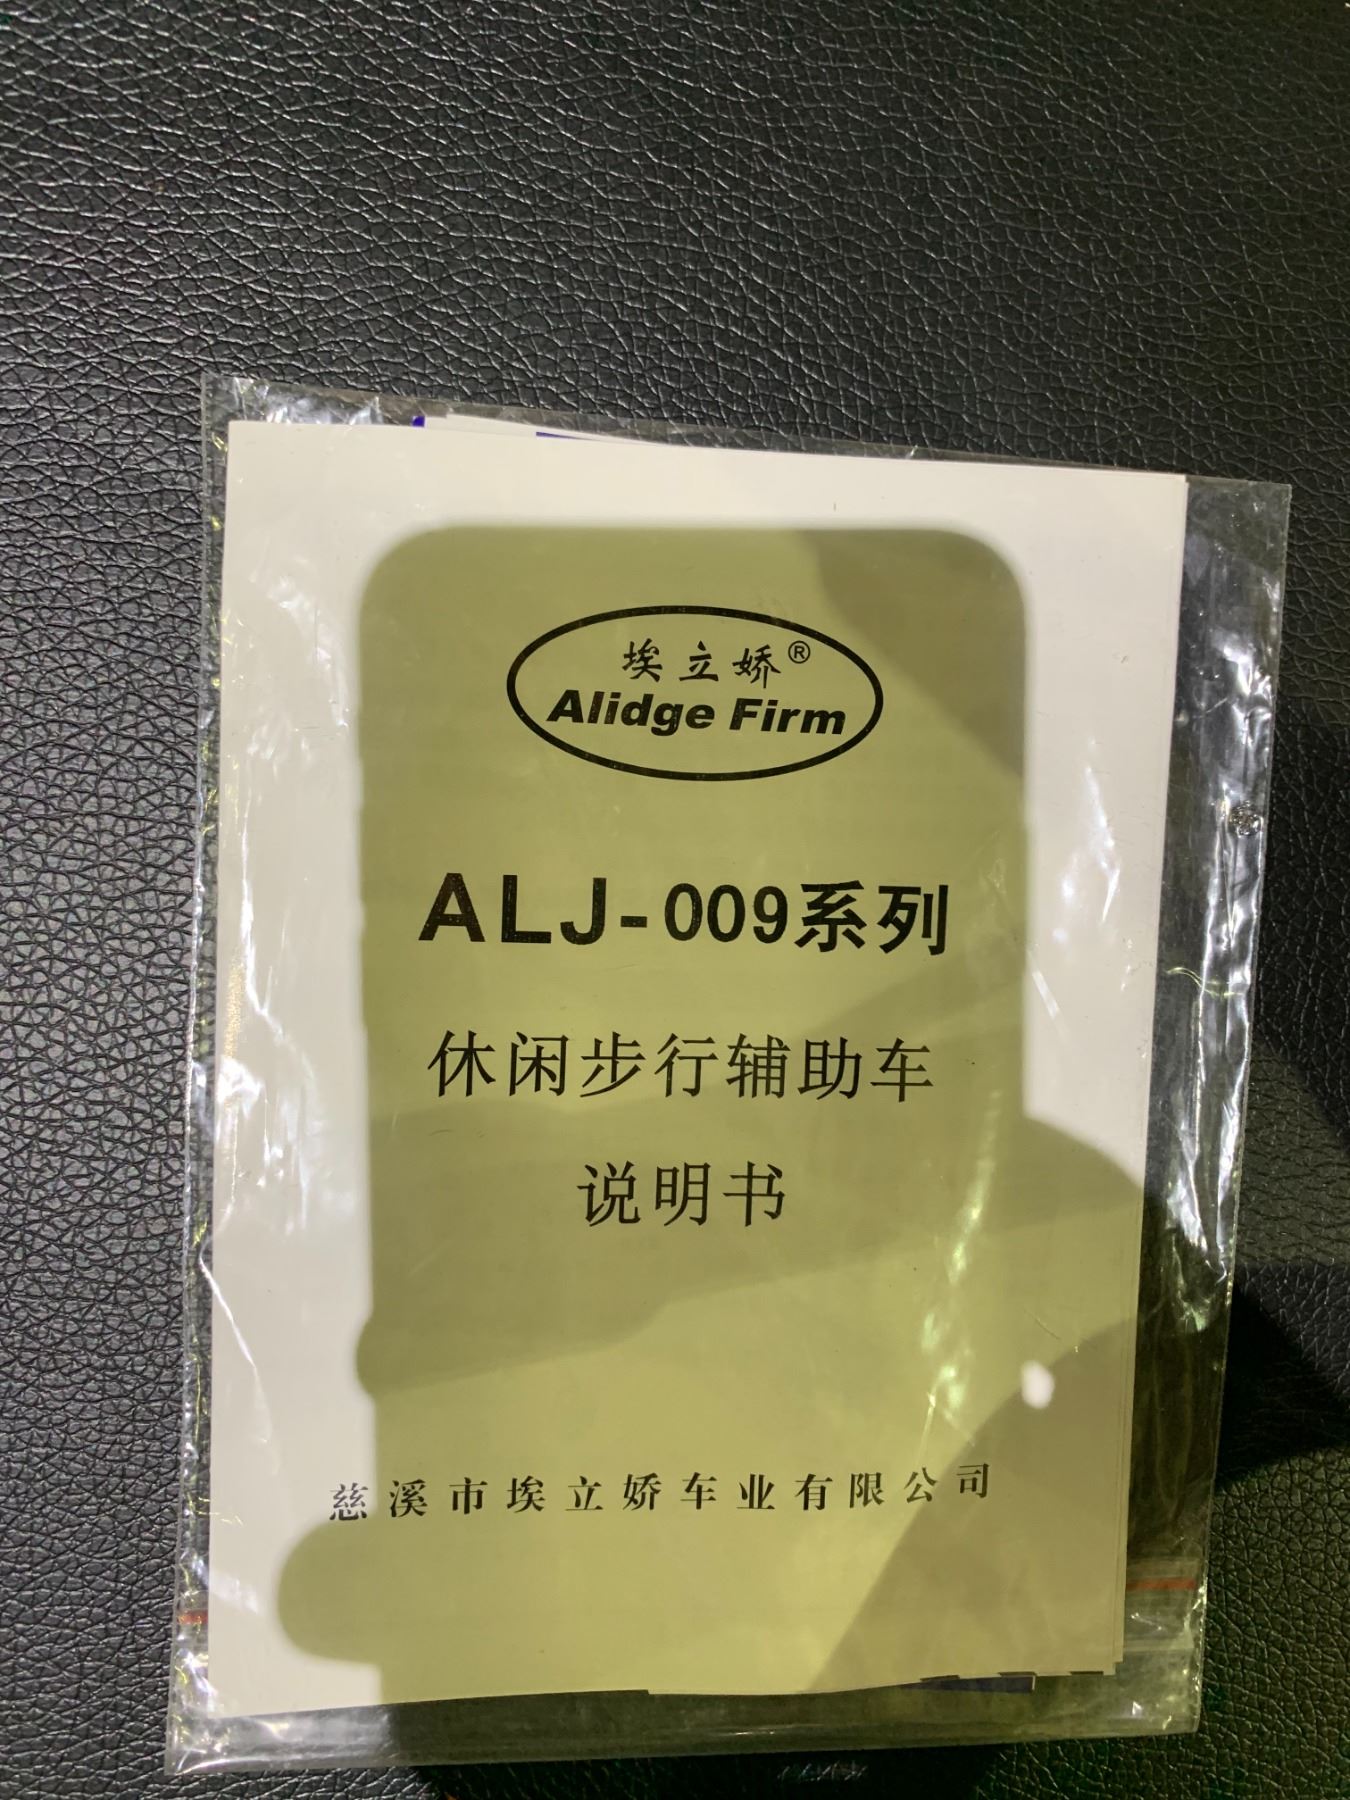 埃立娇®
Alidge Firm
ALJ-009系列
休闲步行辅助车
说明书
慈溪市埃立娇车业有限公司